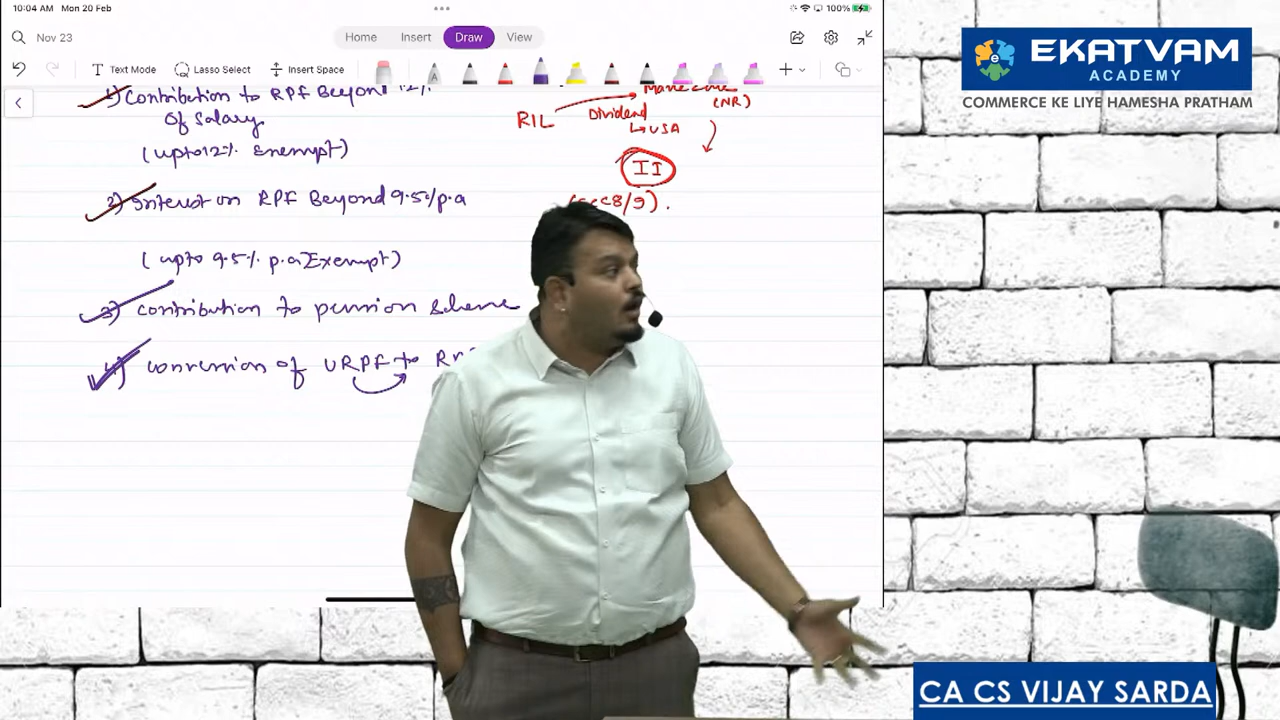 10:04 AM Mon 20 Feb
100%
Nov 23
Home Insert Draw View
Text Mode Lasso Select Insert Space
1) Contribution to RPF Beyond 12%
Of Salary
(upto 12% Exempt)
2) Interest on RPF Beyond 9.5% p.a
(upto 9.5% p.a Exempt)
3) contribution to pension scheme
4) conversion of URPF to
(NR)
RIL
Dividend
USA
II
8/9).
EKATVAM
ACADEMY
COMMERCE KE LIYE HAMESHA PRATHAM
CA CS VIJAY SARDA